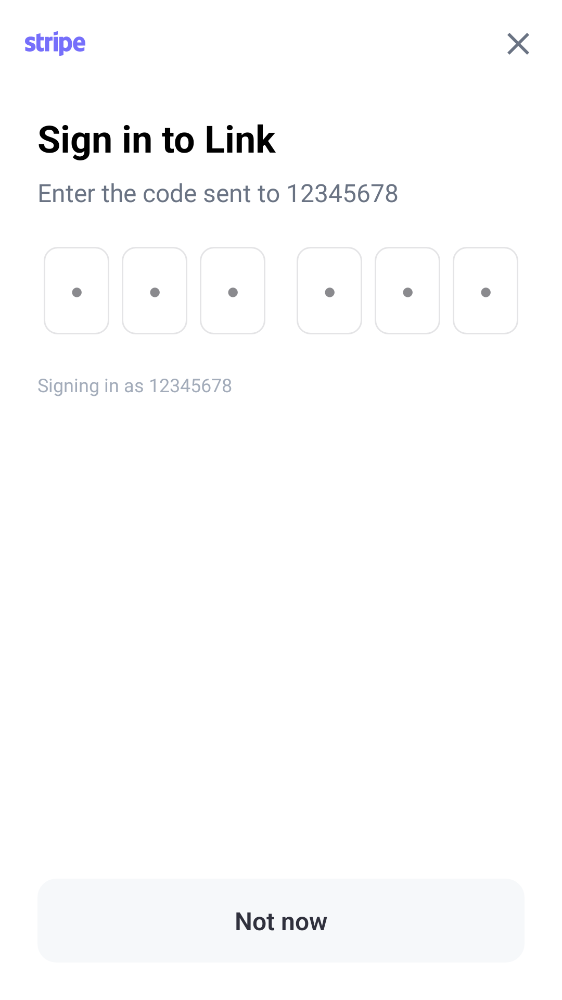 stripe
Sign in to Link
Enter the code sent to 12345678
Signing in as 12345678
Not now